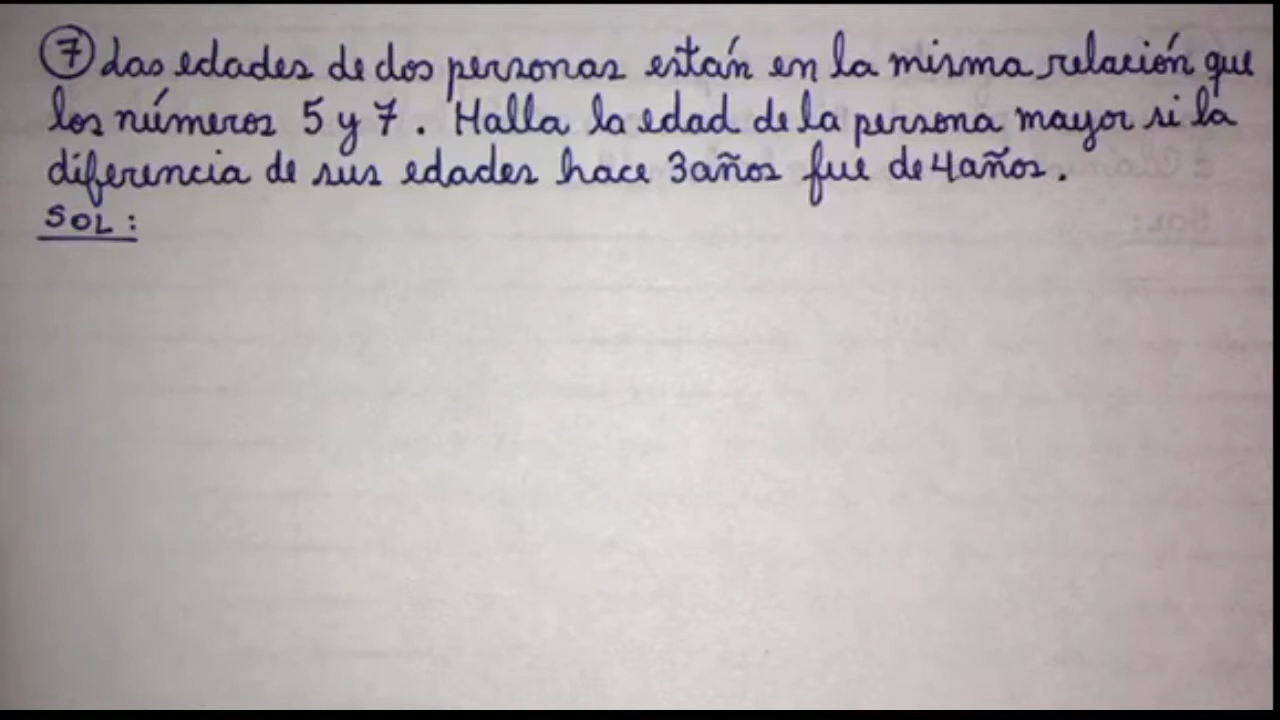 7 Las edades de dos personas están en la misma relación que
los números 5 y 7. Halla la edad de la persona mayor si la
diferencia de sus edades hace 3 años fue de 4 años.
SOL: